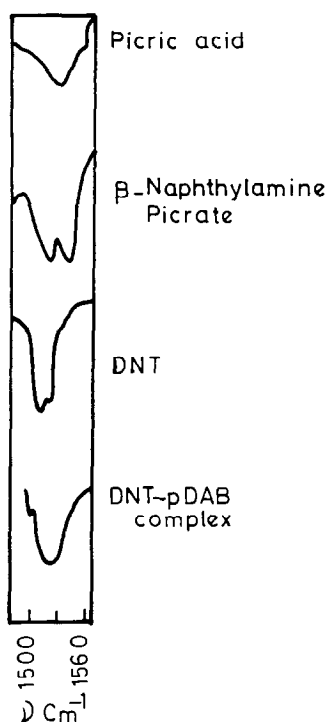 Picric acid
β-Naphthylamine
Picrate
DNT
DNT-pDAB
complex
1500
1560
ν Cm⁻¹